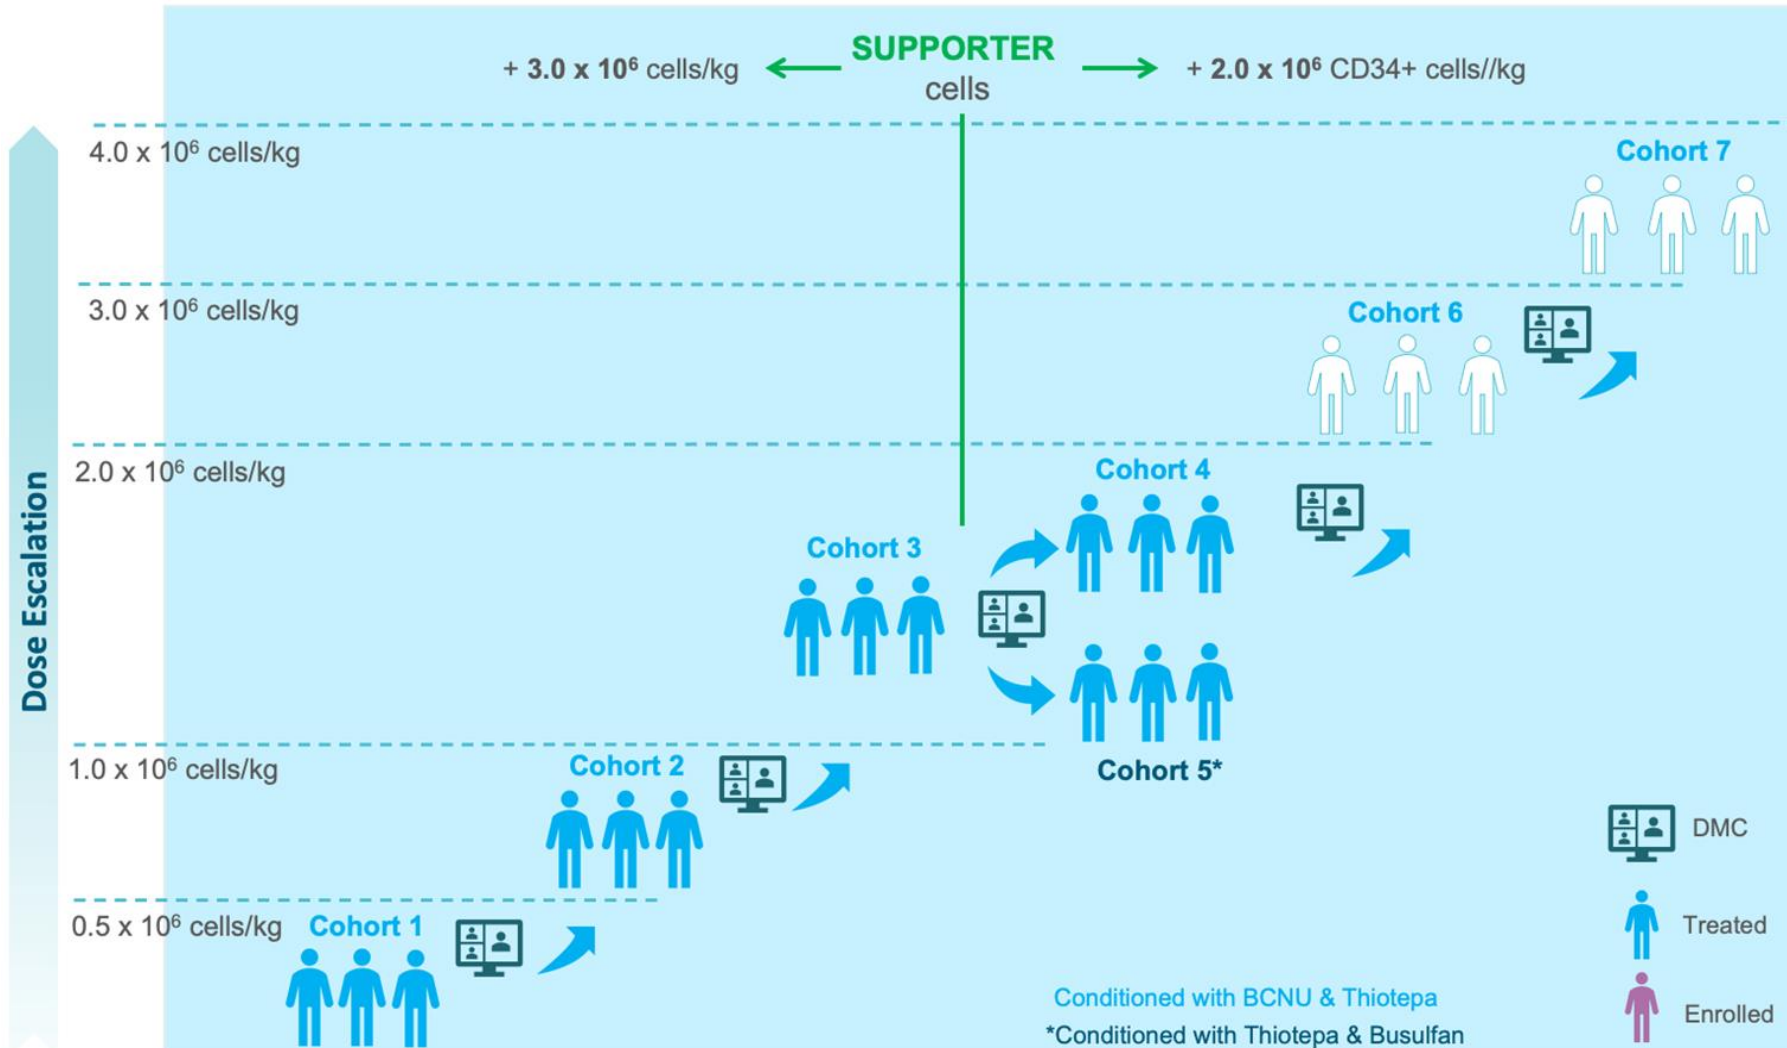 SUPPORTER
cells
+ 3.0 x 10⁶ cells/kg
+ 2.0 x 10⁶ CD34+ cells//kg
4.0 x 10⁶ cells/kg
Cohort 7
3.0 x 10⁶ cells/kg
Cohort 6
2.0 x 10⁶ cells/kg
Cohort 4
Cohort 3
Dose Escalation
1.0 x 10⁶ cells/kg
Cohort 2
Cohort 5*
DMC
0.5 x 10⁶ cells/kg
Cohort 1
Treated
Conditioned with BCNU & Thiotepa
*Conditioned with Thiotepa & Busulfan
Enrolled